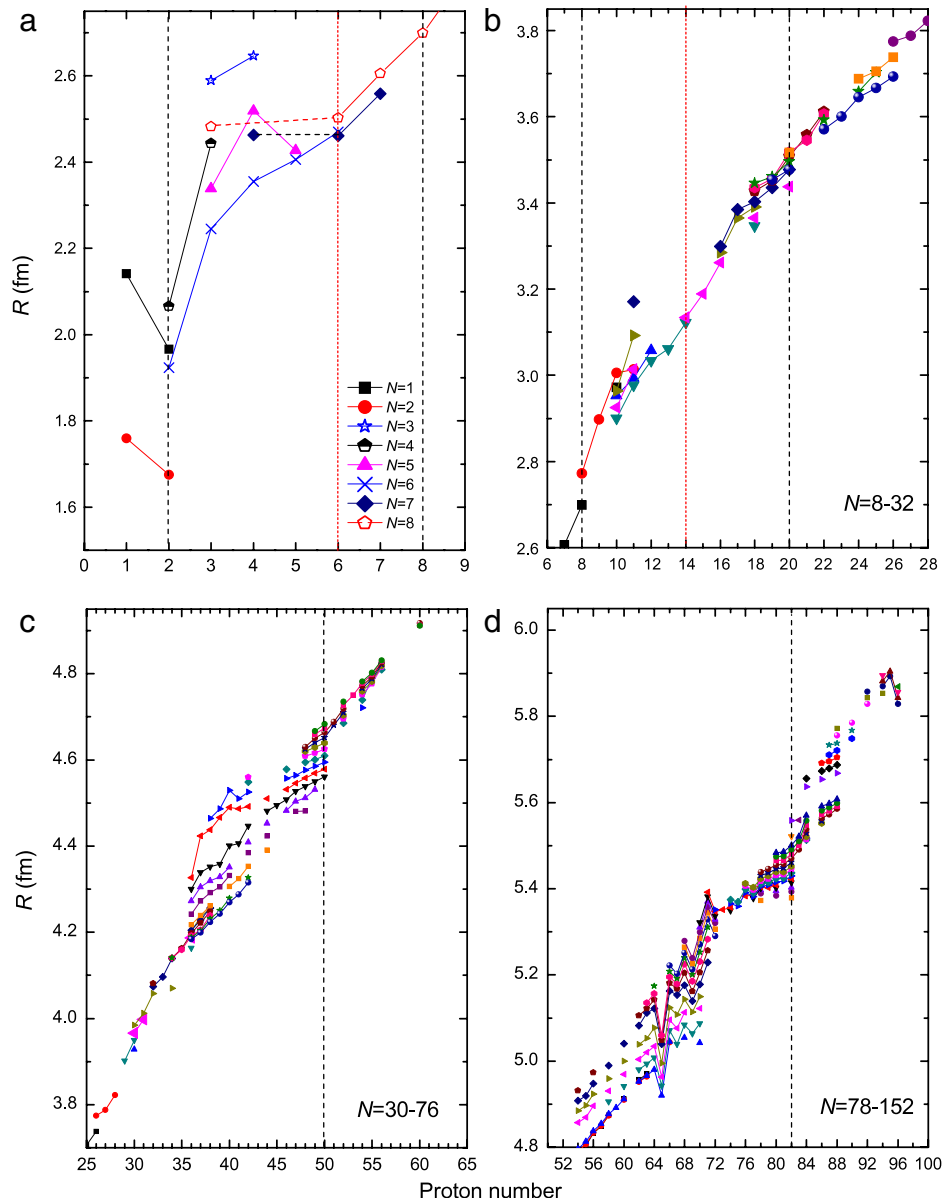 a
R (fm)
2.6
2.4
2.2
2.0
1.8
1.6
0 1 2 3 4 5 6 7 8 9
N=1
N=2
N=3
N=4
N=5
N=6
N=7
N=8
b
3.8
3.6
3.4
3.2
3.0
2.8
2.6
6 8 10 12 14 16 18 20 22 24 26 28
N=8-32
c
R (fm)
4.8
4.6
4.4
4.2
4.0
3.8
25 30 35 40 45 50 55 60 65
N=30-76
d
6.0
5.8
5.6
5.4
5.2
5.0
4.8
52 56 60 64 68 72 76 80 84 88 92 96 100
N=78-152
Proton number